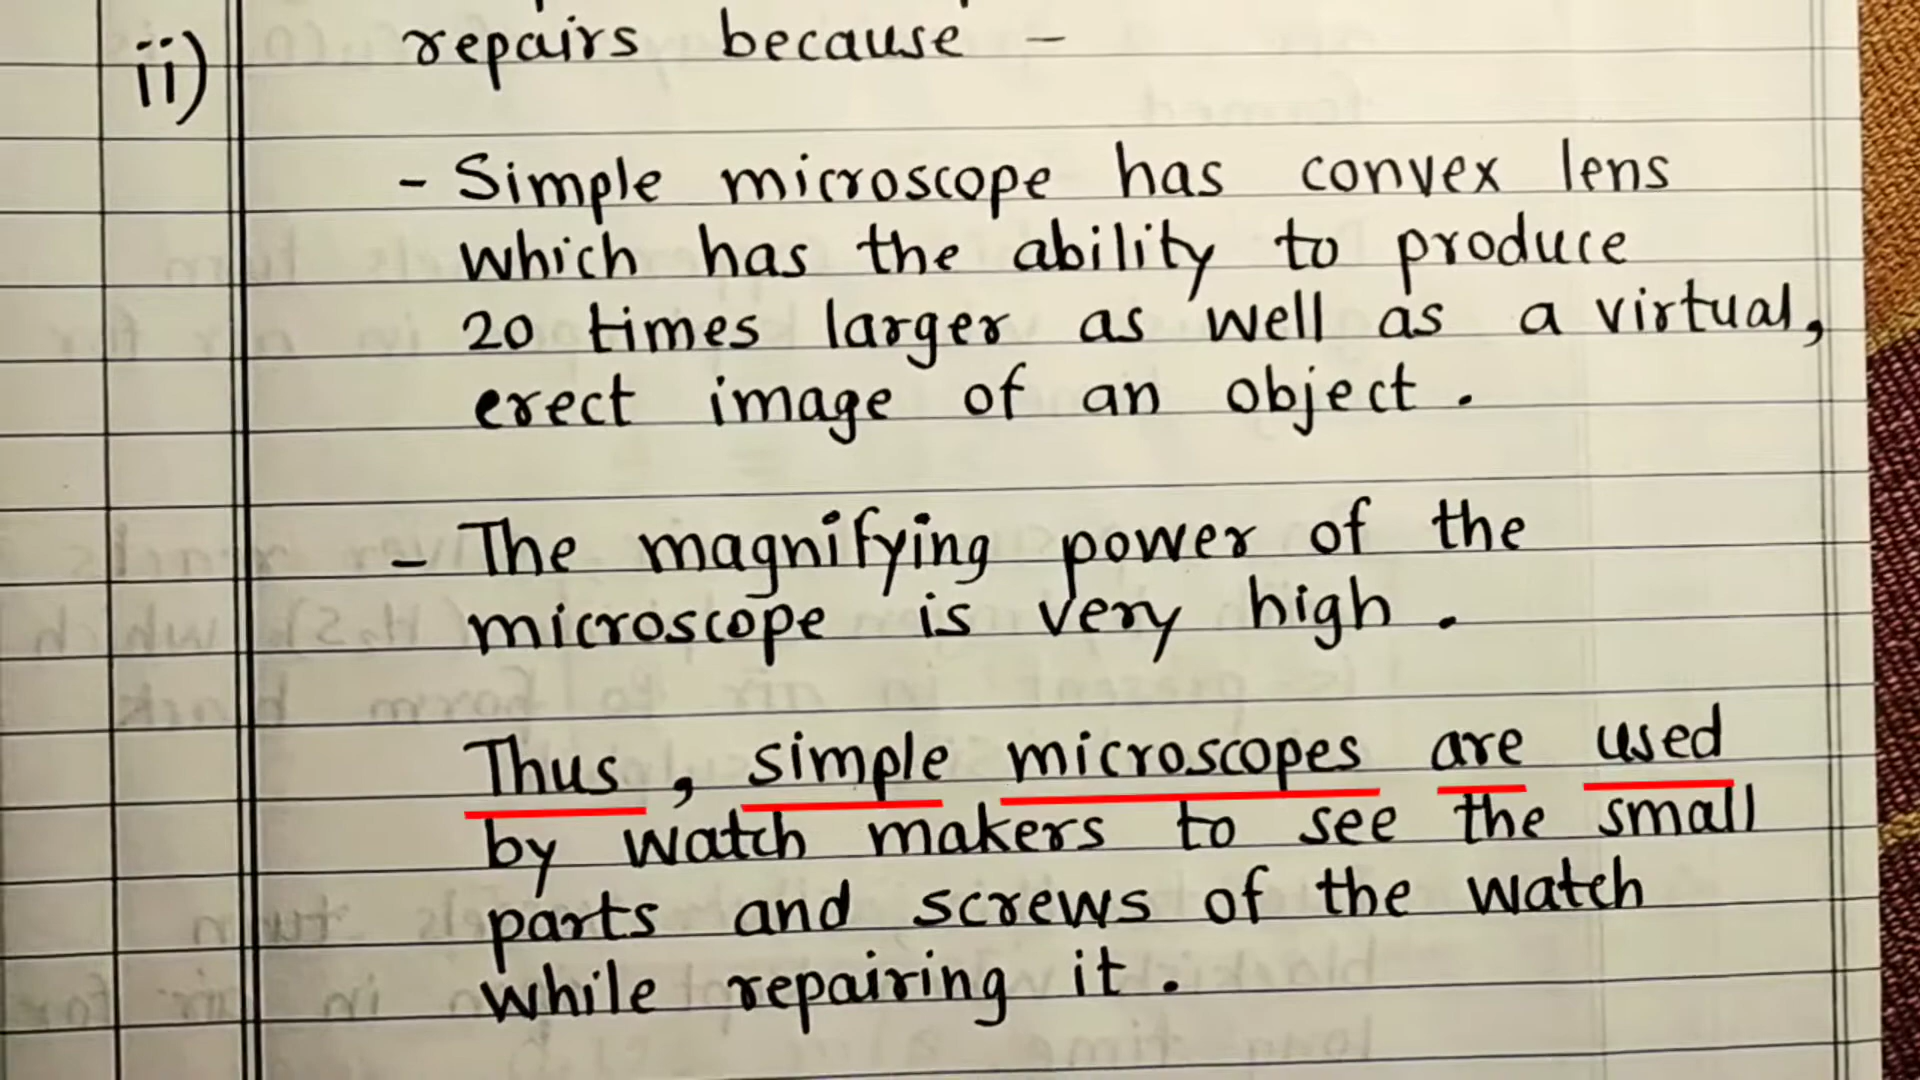 ii) repairs because -
- Simple microscope has convex lens
which has the ability to produce
20 times larger as well as a virtual,
erect image of an object.
- The magnifying power of the
microscope is very high.
Thus, simple microscopes are used
by watch makers to see the small
parts and screws of the watch
while repairing it.